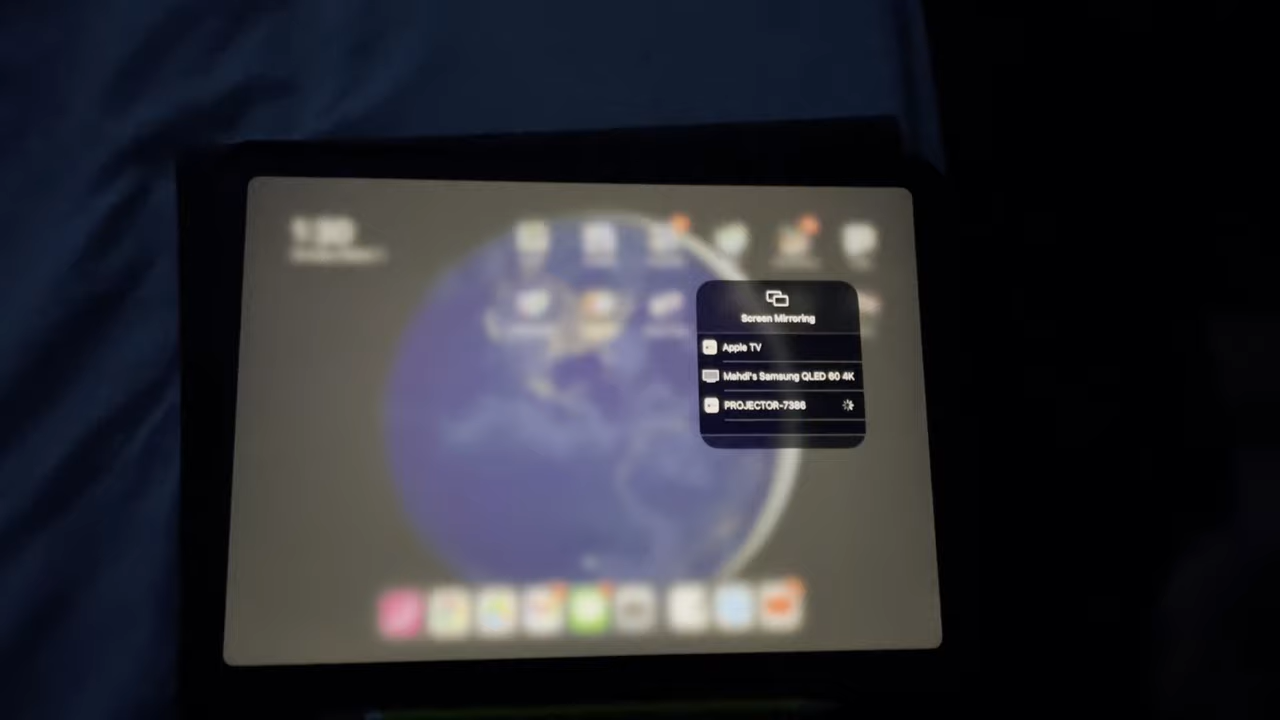 Screen Mirroring
Apple TV
Mahdi's Samsung QLED 60 4K
PROJECTOR-7386